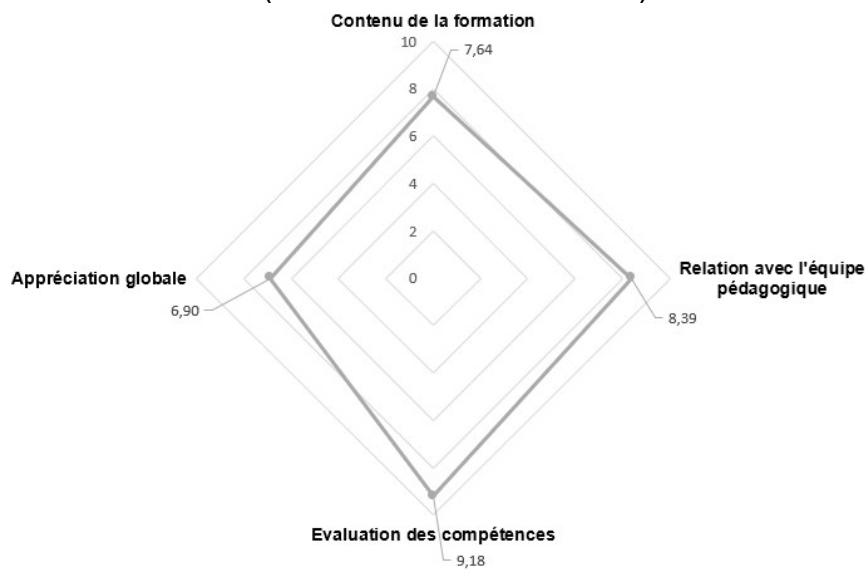 Contenu de la formation
10
7,64
8
6
4
2
0
Appréciation globale
6,90
Relation avec l'équipe
pédagogique
8,39
Evaluation des compétences
9,18